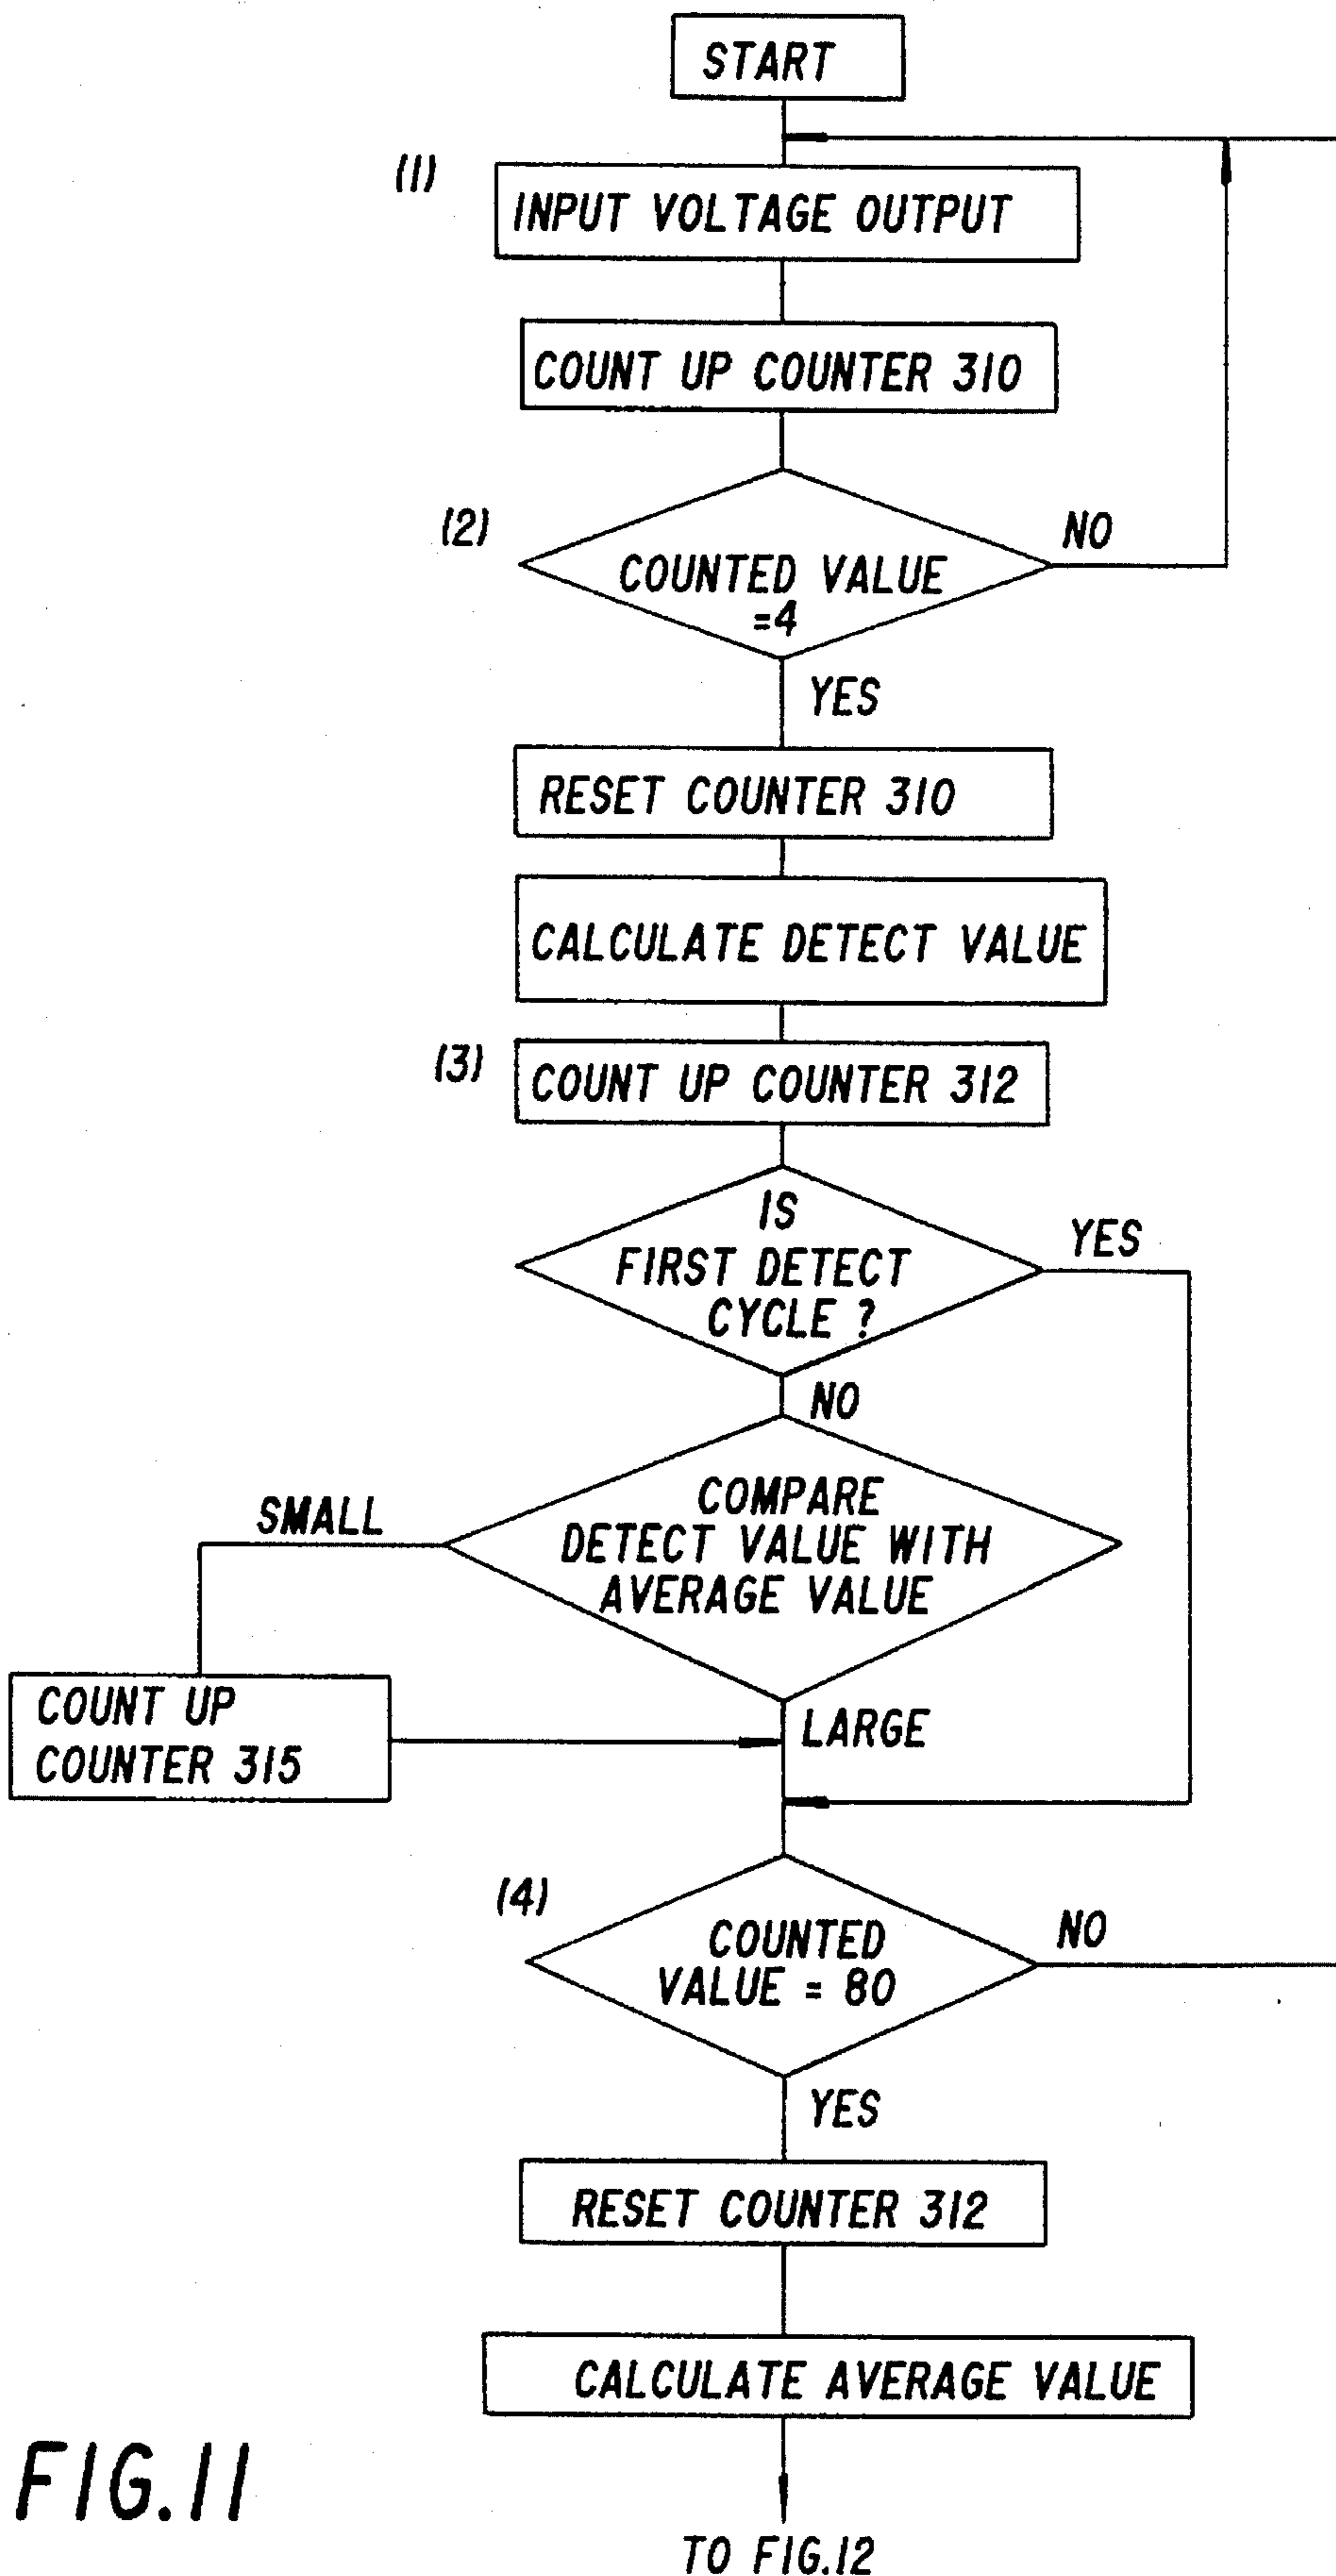 START
(1)
INPUT VOLTAGE OUTPUT
COUNT UP COUNTER 310
(2)
NO
COUNTED VALUE
=4
YES
RESET COUNTER 310
CALCULATE DETECT VALUE
(3)
COUNT UP COUNTER 312
IS
FIRST DETECT
CYCLE ?
YES
NO
SMALL
COMPARE
DETECT VALUE WITH
AVERAGE VALUE
COUNT UP
COUNTER 315
LARGE
(4)
COUNTED
VALUE = 80
NO
YES
RESET COUNTER 312
CALCULATE AVERAGE VALUE
FIG.11
TO FIG.12